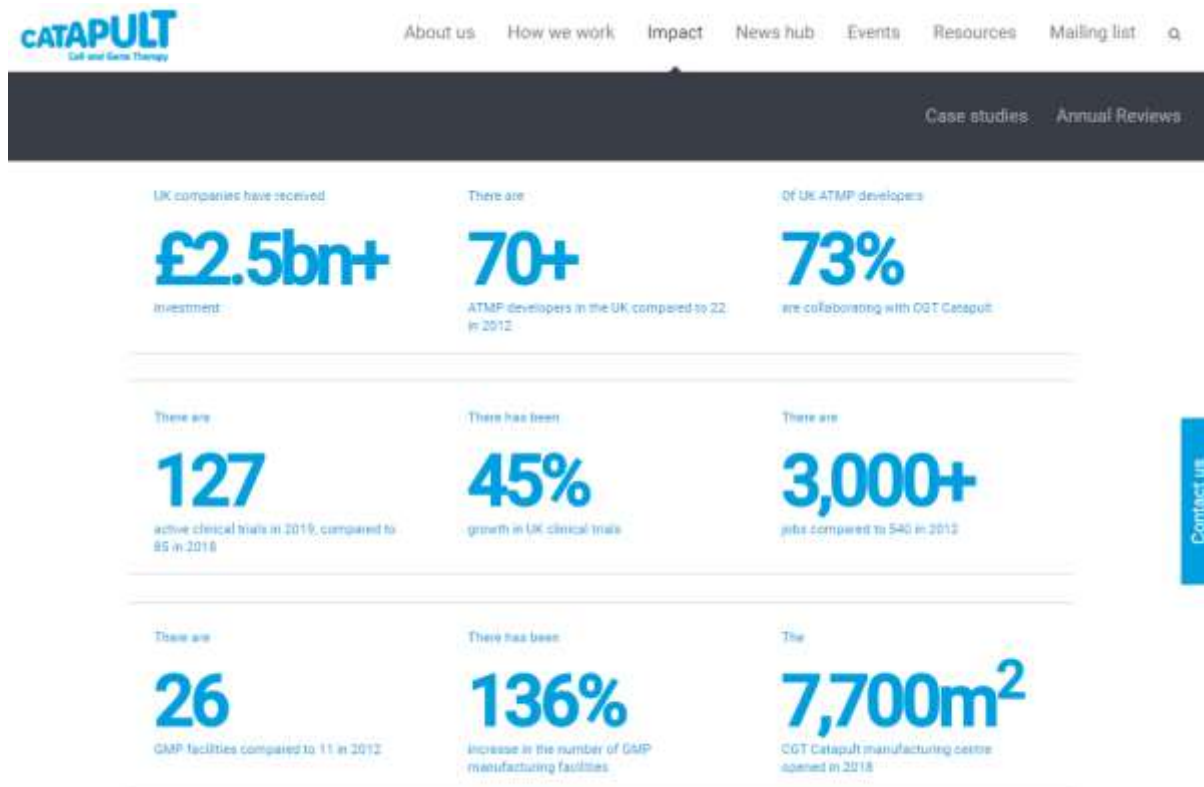 CATAPULT
Cell and Gene Therapy
About us How we work Impact News hub Events Resources Mailing list
Case studies Annual Reviews
UK companies have received
£2.5bn+
investment
There are
70+
ATMP developers in the UK compared to 22
in 2012
Of UK ATMP developers
73%
are collaborating with CGT Catapult
There are
127
active clinical trials in 2019, compared to
85 in 2018
There has been
45%
growth in UK clinical trials
There are
3,000+
jobs compared to 540 in 2012
Contact us
There are
26
GMP facilities compared to 11 in 2012
There has been
136%
increase in the number of GMP
manufacturing facilities
The
7,700m²
CGT Catapult manufacturing centre
opened in 2018